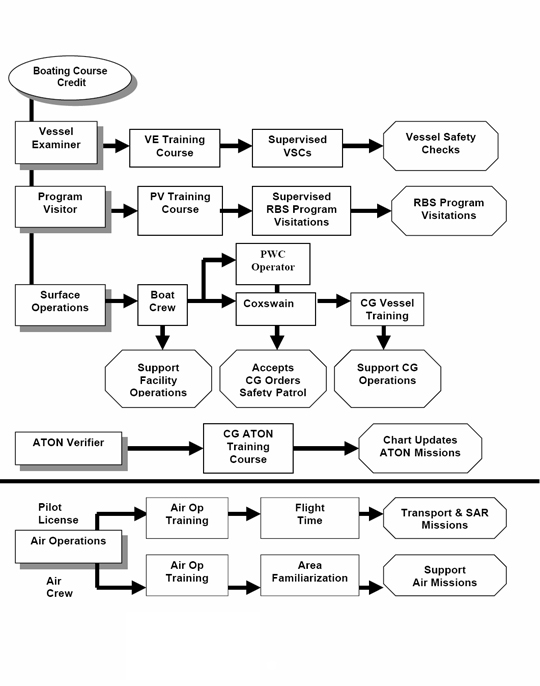 Boating Course
Credit
Vessel
Examiner
VE Training
Course
Supervised
VSCs
Vessel Safety
Checks
Program
Visitor
PV Training
Course
Supervised
RBS Program
Visitations
RBS Program
Visitations
PWC
Operator
Surface
Operations
Boat
Crew
Coxswain
CG Vessel
Training
Support
Facility
Operations
Accepts
CG Orders
Safety Patrol
Support CG
Operations
ATON Verifier
CG ATON
Training
Course
Chart Updates
ATON Missions
Pilot
License
Air Op
Training
Flight
Time
Transport & SAR
Missions
Air Operations
Air
Crew
Air Op
Training
Area
Familiarization
Support
Air Missions